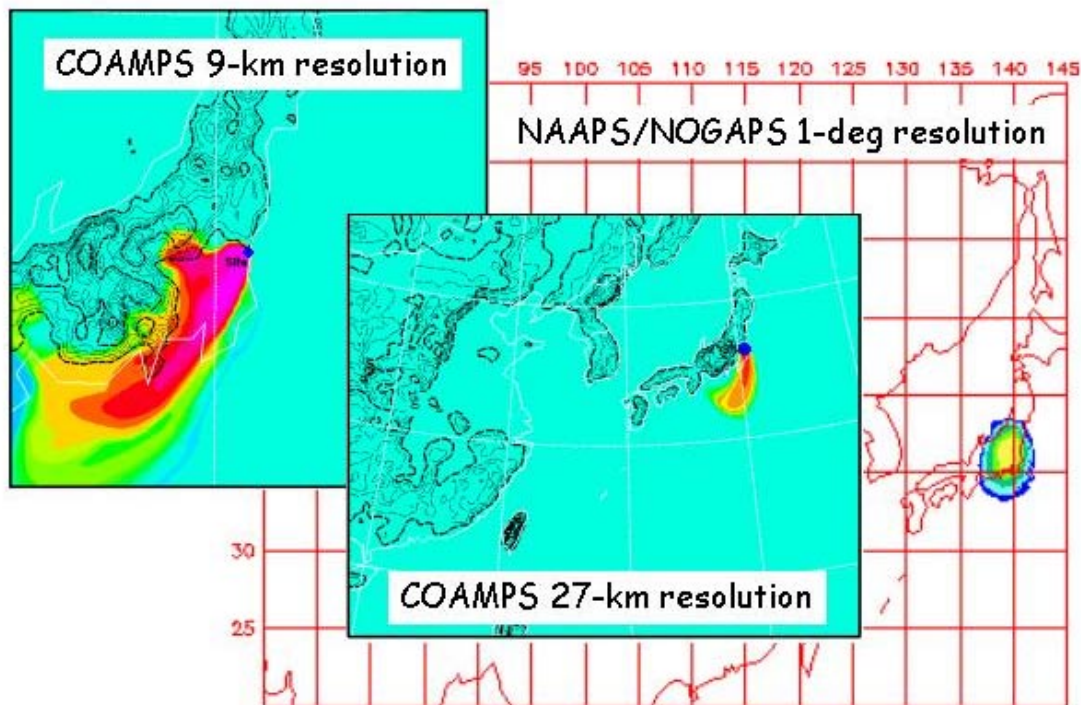 COAMPS 9-km resolution
95 100 105 110 115 120 125 130 135 140 145
NAAPS/NOGAPS 1-deg resolution
Site
30
COAMPS 27-km resolution
25